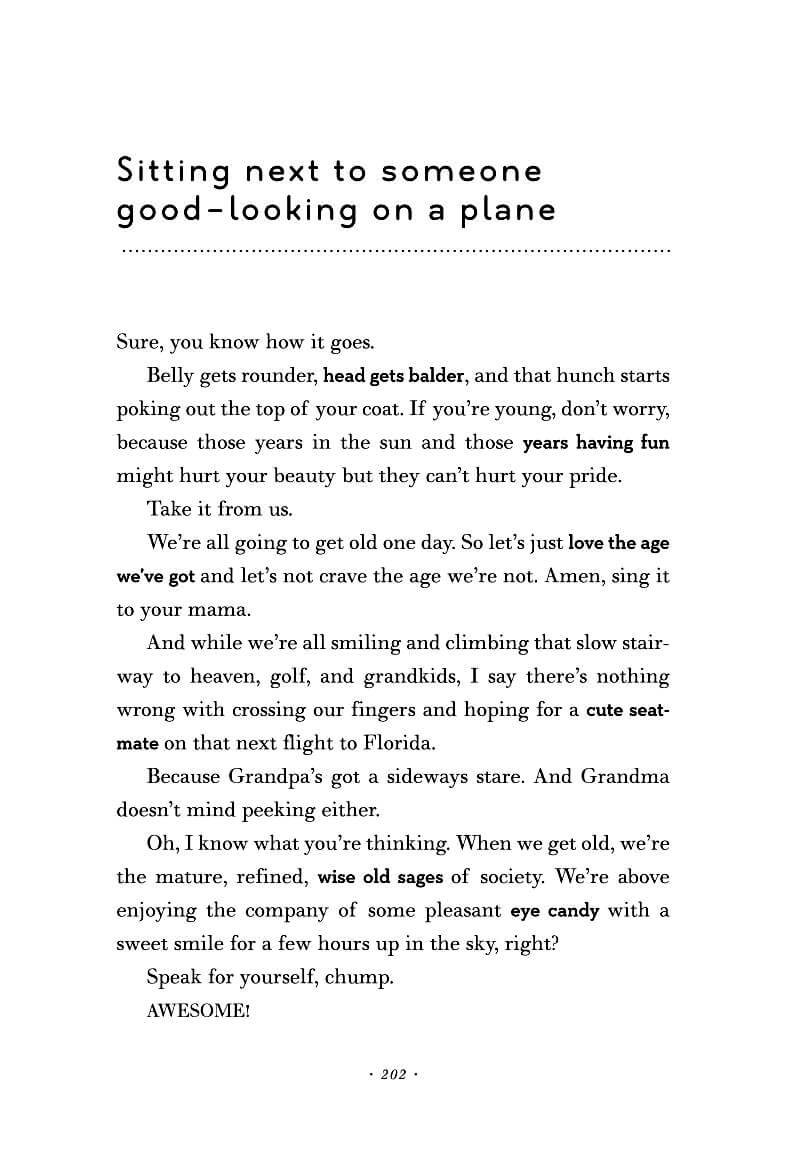 Sitting next to someone
good-looking on a plane
Sure, you know how it goes.
Belly gets rounder, head gets balder, and that hunch starts
poking out the top of your coat. If you’re young, don’t worry,
because those years in the sun and those years having fun
might hurt your beauty but they can’t hurt your pride.
Take it from us.
We’re all going to get old one day. So let’s just love the age
we’ve got and let’s not crave the age we’re not. Amen, sing it
to your mama.
And while we’re all smiling and climbing that slow stair-
way to heaven, golf, and grandkids, I say there’s nothing
wrong with crossing our fingers and hoping for a cute seat-
mate on that next flight to Florida.
Because Grandpa’s got a sideways stare. And Grandma
doesn’t mind peeking either.
Oh, I know what you’re thinking. When we get old, we’re
the mature, refined, wise old sages of society. We’re above
enjoying the company of some pleasant eye candy with a
sweet smile for a few hours up in the sky, right?
Speak for yourself, chump.
AWESOME!
· 202 ·